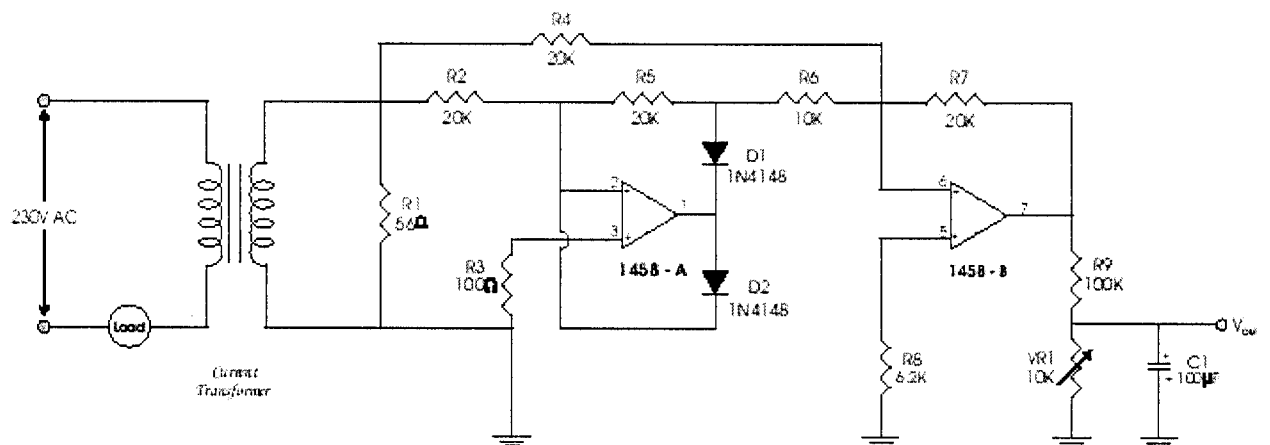 R4
20K
R2
20K
R5
20K
R6
10K
R7
20K
D1
1N4148
230V AC
R1
56Ω
2
3
1
1458 - A
6
5
7
1458 - B
R3
100Ω
D2
1N4148
R9
100K
Load
R8
6.2K
VR1
10K
C1
100µF
Current
Transformer